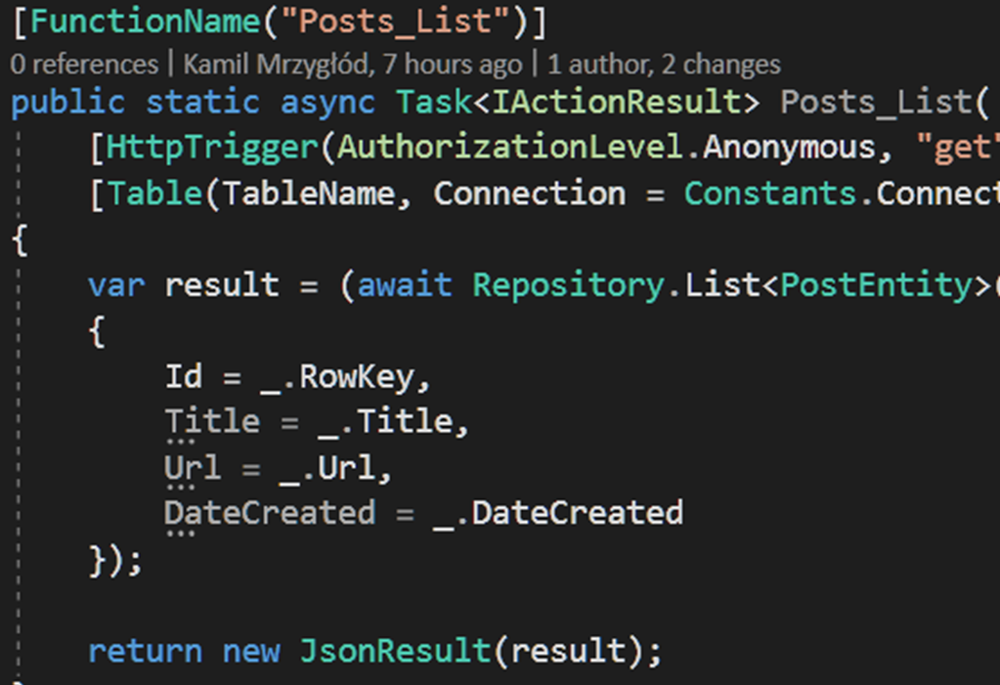 [FunctionName("Posts_List")]
0 references | Kamil Mrzygłód, 7 hours ago | 1 author, 2 changes
public static async Task<IActionResult> Posts_List(
[HttpTrigger(AuthorizationLevel.Anonymous, "get"
[Table(TableName, Connection = Constants.Connect
{
var result = (await Repository.List<PostEntity>(
{
Id = _.RowKey,
Title = _.Title,
Url = _.Url,
DateCreated = _.DateCreated
});
return new JsonResult(result);